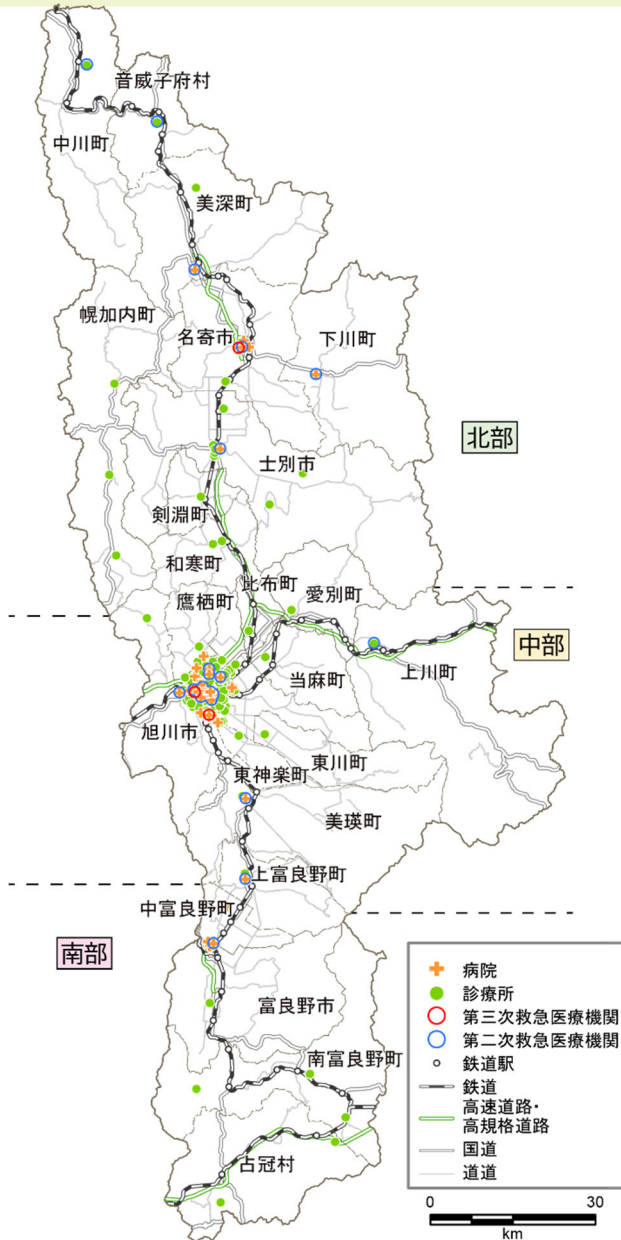 音威子府村
中川町
美深町
幌加内町
名寄市
下川町
北部
士別市
剣淵町
和寒町
比布町
愛別町
鷹栖町
中部
当麻町
上川町
旭川市
東川町
東神楽町
美瑛町
上富良野町
中富良野町
南部
富良野市
南富良野町
占冠村
病院
診療所
第三次救急医療機関
第二次救急医療機関
鉄道駅
鉄道
高速道路・
高規格道路
国道
道道
0 30
km